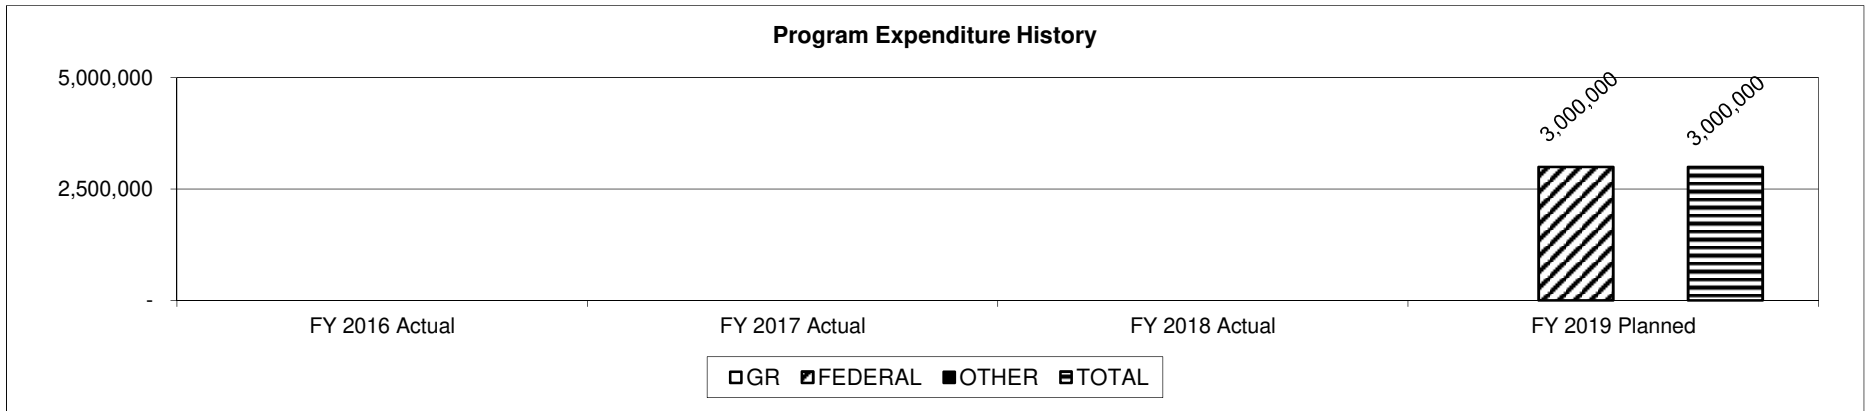 Program Expenditure History
5,000,000
3,000,000
3,000,000
2,500,000
-
FY 2016 Actual
FY 2017 Actual
FY 2018 Actual
FY 2019 Planned
GR FEDERAL OTHER TOTAL